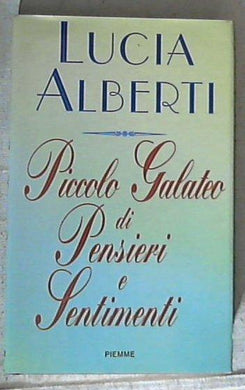 LUCIA
ALBERTI
Piccolo Galateo
di
Pensieri
e
Sentimenti
PIEMME